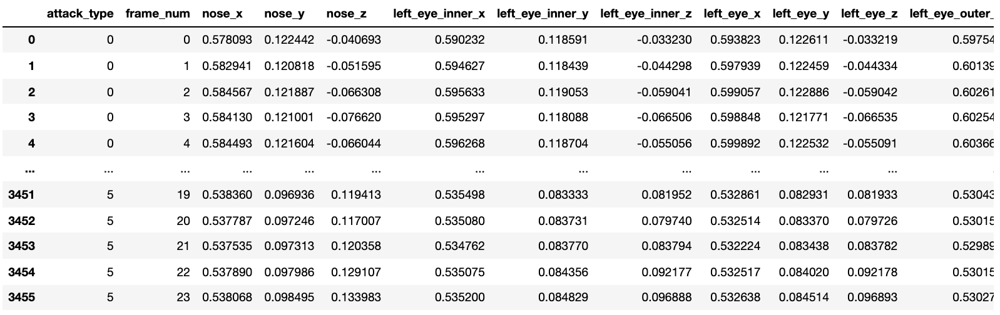 attack_type frame_num nose_x nose_y nose_z left_eye_inner_x left_eye_inner_y left_eye_inner_z left_eye_x left_eye_y left_eye_z left_eye_outer_
0 0 0 0.578093 0.122442 -0.040693 0.590232 0.118591 -0.033230 0.593823 0.122611 -0.033219 0.59754
1 0 1 0.582941 0.120818 -0.051595 0.594627 0.118439 -0.044298 0.597939 0.122459 -0.044334 0.60139
2 0 2 0.584567 0.121887 -0.066308 0.595633 0.119053 -0.059041 0.599057 0.122886 -0.059042 0.60261
3 0 3 0.584130 0.121001 -0.076620 0.595297 0.118088 -0.066506 0.598848 0.121771 -0.066535 0.60254
4 0 4 0.584493 0.121604 -0.066044 0.596268 0.118704 -0.055056 0.599892 0.122532 -0.055091 0.60366
... ... ... ... ... ... ... ... ... ... ... ...
3451 5 19 0.538360 0.096936 0.119413 0.535498 0.083333 0.081952 0.532861 0.082931 0.081933 0.53043
3452 5 20 0.537787 0.097246 0.117007 0.535080 0.083731 0.079740 0.532514 0.083370 0.079726 0.53015
3453 5 21 0.537535 0.097313 0.120358 0.534762 0.083770 0.083794 0.532224 0.083438 0.083782 0.52989
3454 5 22 0.537890 0.097986 0.129107 0.535075 0.084356 0.092177 0.532517 0.084020 0.092178 0.53015
3455 5 23 0.538068 0.098495 0.133983 0.535200 0.084829 0.096888 0.532638 0.084514 0.096893 0.53027